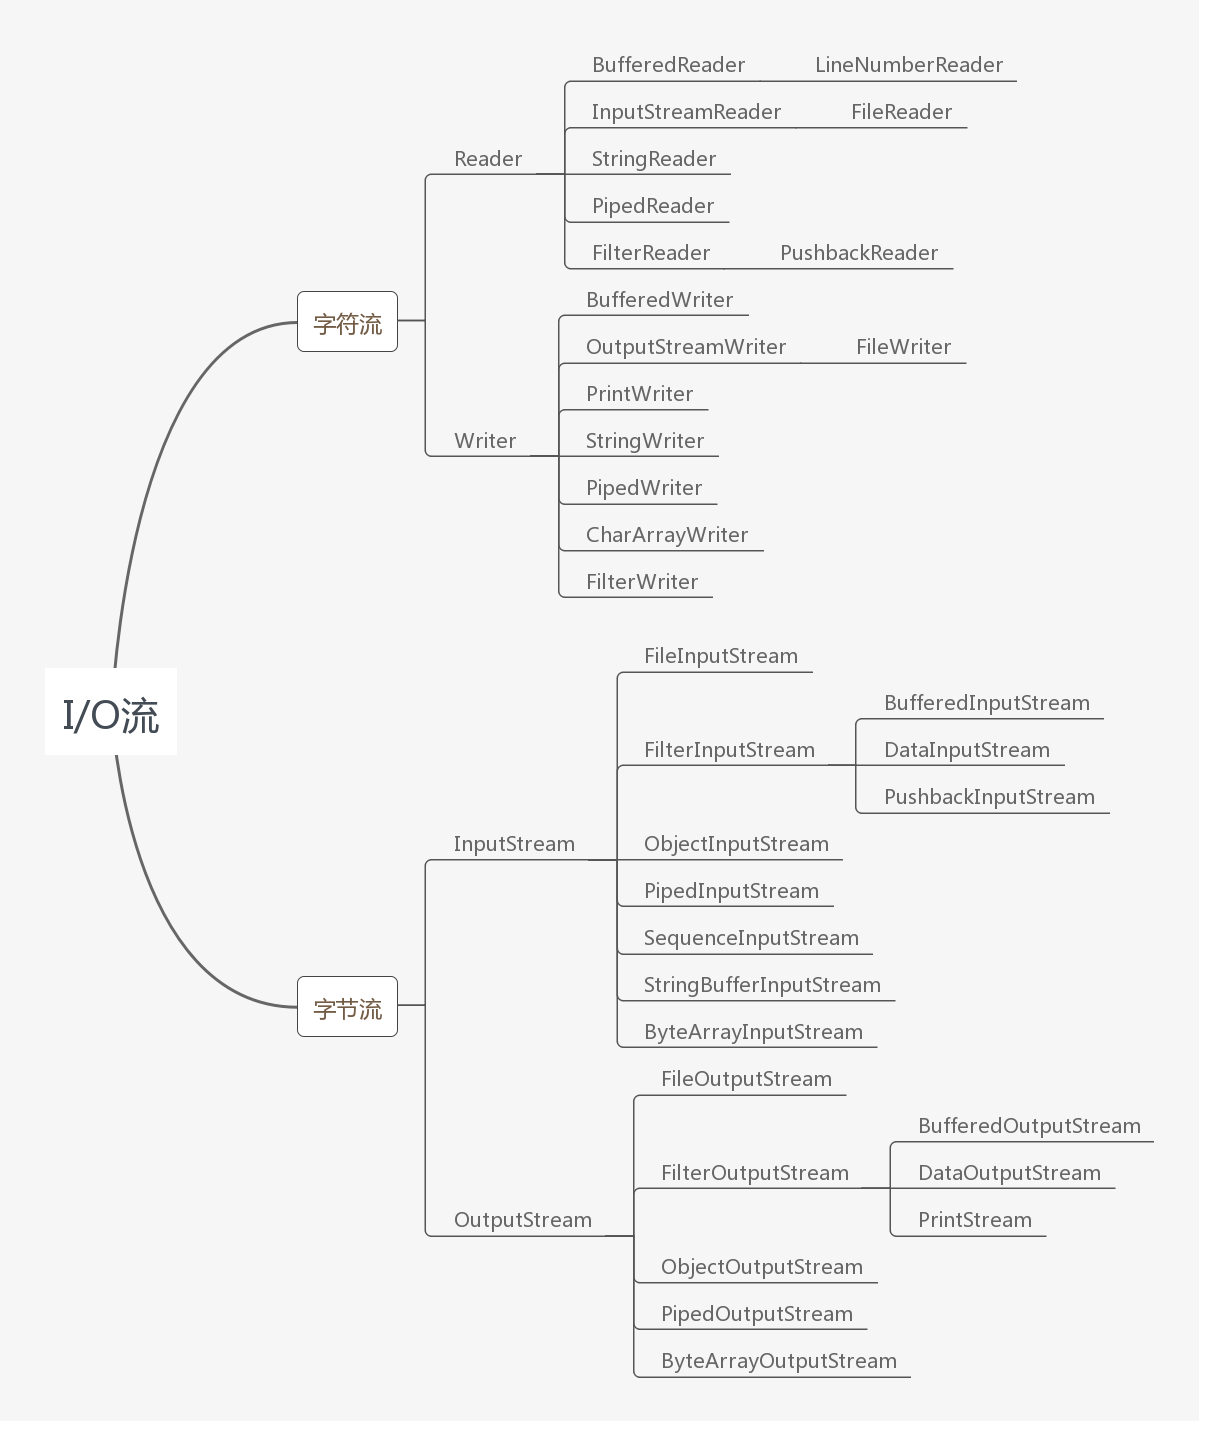 I/O流
字符流
Reader
BufferedReader
LineNumberReader
InputStreamReader
FileReader
StringReader
PipedReader
FilterReader
PushbackReader
Writer
BufferedWriter
OutputStreamWriter
FileWriter
PrintWriter
StringWriter
PipedWriter
CharArrayWriter
FilterWriter
字节流
InputStream
FileInputStream
FilterInputStream
BufferedInputStream
DataInputStream
PushbackInputStream
ObjectInputStream
PipedInputStream
SequenceInputStream
StringBufferInputStream
ByteArrayInputStream
OutputStream
FileOutputStream
FilterOutputStream
BufferedOutputStream
DataOutputStream
PrintStream
ObjectOutputStream
PipedOutputStream
ByteArrayOutputStream